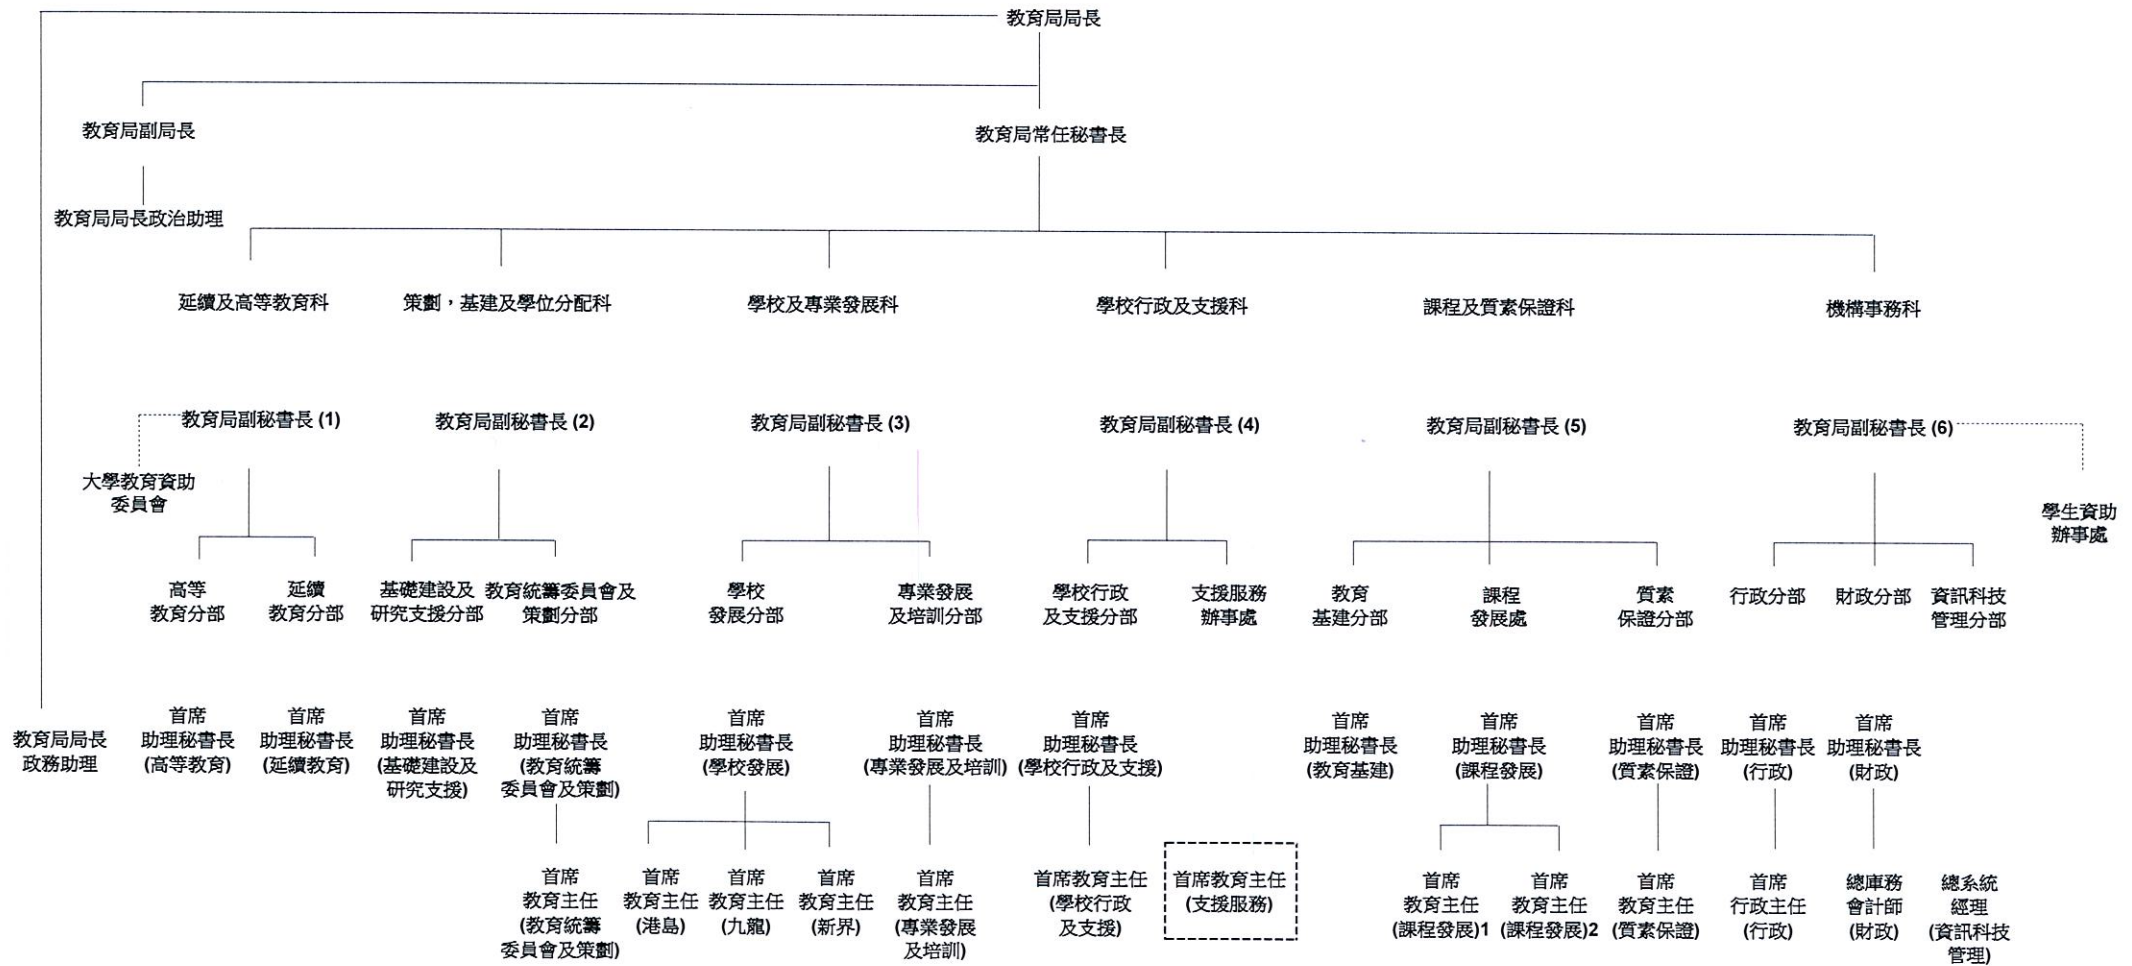 教育局局長
教育局副局長
教育局常任秘書長
教育局局長政治助理
延續及高等教育科
策劃，基建及學位分配科
學校及專業發展科
學校行政及支援科
課程及質素保證科
機構事務科
教育局副秘書長 (1)
教育局副秘書長 (2)
教育局副秘書長 (3)
教育局副秘書長 (4)
教育局副秘書長 (5)
教育局副秘書長 (6)
大學教育資助
委員會
學生資助
辦事處
高等
教育分部
延續
教育分部
基礎建設及
研究支援分部
教育統籌委員會及
策劃分部
學校
發展分部
專業發展
及培訓分部
學校行政
及支援分部
支援服務
辦事處
教育
基建分部
課程
發展處
質素
保證分部
行政分部
財政分部
資訊科技
管理分部
教育局局長
政務助理
首席
助理秘書長
(高等教育)
首席
助理秘書長
(延續教育)
首席
助理秘書長
(基礎建設及
研究支援)
首席
助理秘書長
(教育統籌
委員會及策劃)
首席
助理秘書長
(學校發展)
首席
助理秘書長
(專業發展及培訓)
首席
助理秘書長
(學校行政及支援)
首席
助理秘書長
(教育基建)
首席
助理秘書長
(課程發展)
首席
助理秘書長
(質素保證)
首席
助理秘書長
(行政)
首席
助理秘書長
(財政)
首席
教育主任
(教育統籌
委員會及策劃)
首席
教育主任
(港島)
首席
教育主任
(九龍)
首席
教育主任
(新界)
首席
教育主任
(專業發展
及培訓)
首席教育主任
(學校行政
及支援)
首席教育主任
(支援服務)
首席
教育主任
(課程發展)1
首席
教育主任
(課程發展)2
首席
教育主任
(質素保證)
首席
行政主任
(行政)
總庫務
會計師
(財政)
總系統
經理
(資訊科技
管理)